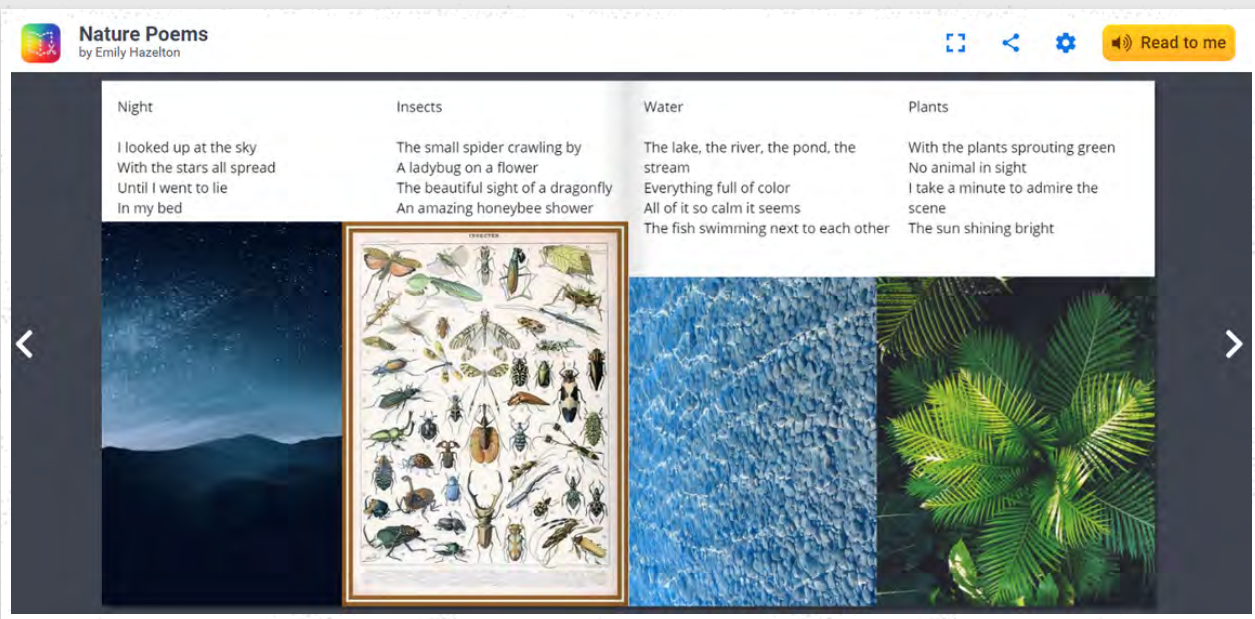 Nature Poems
by Emily Hazelton
Read to me
Night
I looked up at the sky
With the stars all spread
Until I went to lie
In my bed
Insects
The small spider crawling by
A ladybug on a flower
The beautiful sight of a dragonfly
An amazing honeybee shower
Water
The lake, the river, the pond, the
stream
Everything full of color
All of it so calm it seems
The fish swimming next to each other
Plants
With the plants sprouting green
No animal in sight
I take a minute to admire the
scene
The sun shining bright